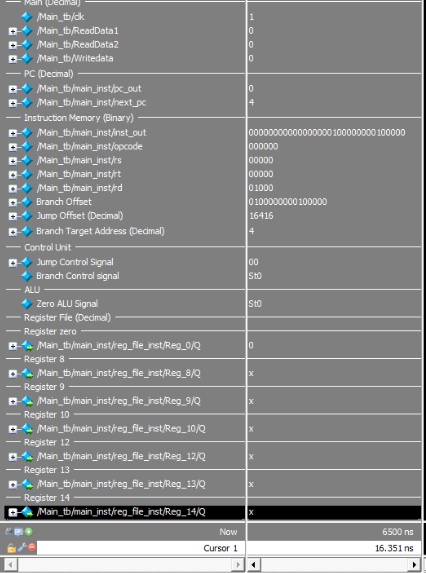 Main (Decimal)
/Main_tb/clk 1
/Main_tb/ReadData1 0
/Main_tb/ReadData2 0
/Main_tb/Writedata 0
PC (Decimal)
/Main_tb/main_inst/pc_out 0
/Main_tb/main_inst/next_pc 4
Instruction Memory (Binary)
/Main_tb/main_inst/inst_out 00000000000000000100000000100000
/Main_tb/main_inst/opcode 000000
/Main_tb/main_inst/rs 00000
/Main_tb/main_inst/rt 00000
/Main_tb/main_inst/rd 01000
Branch Offset 0100000000100000
Jump Offset (Decimal) 16416
Branch Target Address (Decimal) 4
Control Unit
Jump Control Signal 00
Branch Control signal St0
ALU
Zero ALU Signal St0
Register File (Decimal)
Register zero
/Main_tb/main_inst/reg_file_inst/Reg_0/Q 0
Register 8
/Main_tb/main_inst/reg_file_inst/Reg_8/Q x
Register 9
/Main_tb/main_inst/reg_file_inst/Reg_9/Q x
Register 10
/Main_tb/main_inst/reg_file_inst/Reg_10/Q x
Register 12
/Main_tb/main_inst/reg_file_inst/Reg_12/Q x
Register 13
/Main_tb/main_inst/reg_file_inst/Reg_13/Q x
Register 14
/Main_tb/main_inst/reg_file_inst/Reg_14/Q x
Now 6500 ns
Cursor 1 16.351 ns